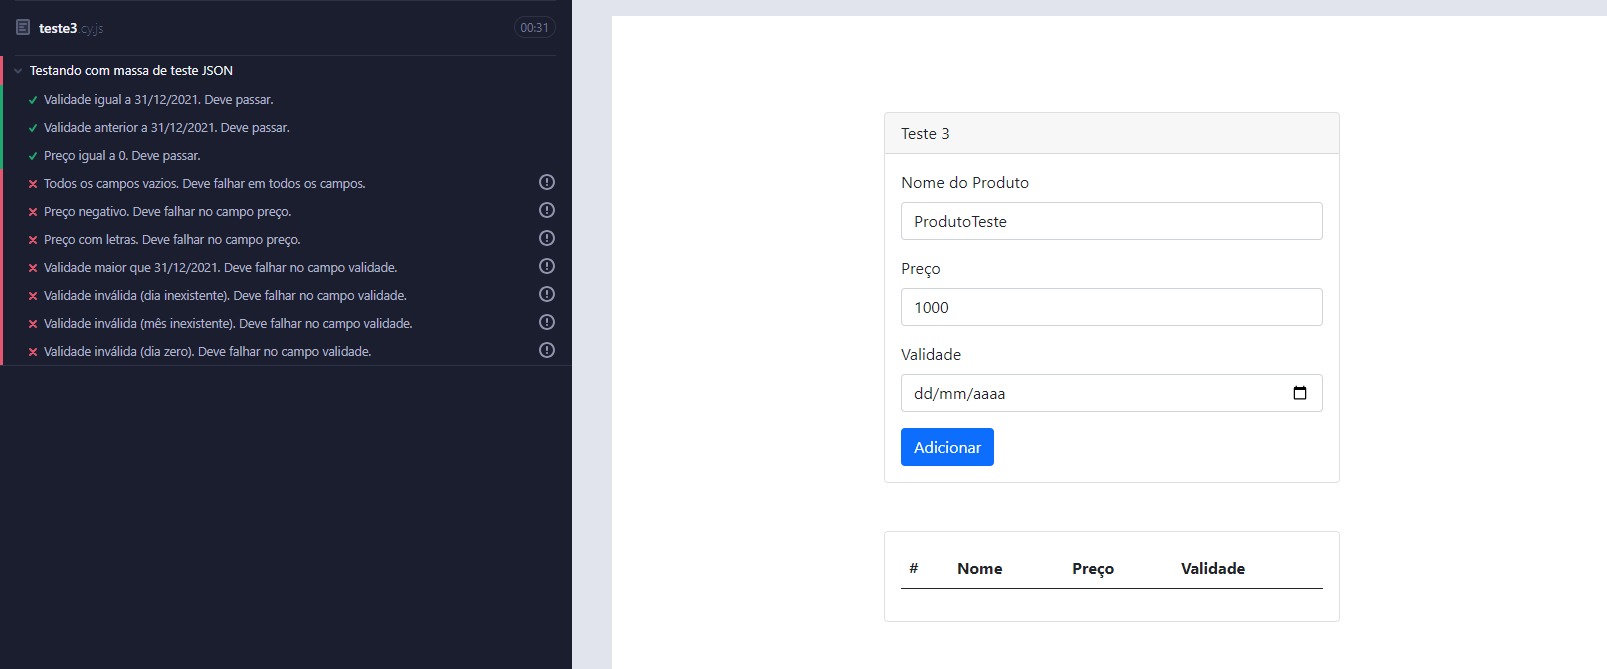 teste3.cy.js
00:31
Testando com massa de teste JSON
Validade igual a 31/12/2021. Deve passar.
Validade anterior a 31/12/2021. Deve passar.
Preço igual a 0. Deve passar.
Todos os campos vazios. Deve falhar em todos os campos.
Preço negativo. Deve falhar no campo preço.
Preço com letras. Deve falhar no campo preço.
Validade maior que 31/12/2021. Deve falhar no campo validade.
Validade inválida (dia inexistente). Deve falhar no campo validade.
Validade inválida (mês inexistente). Deve falhar no campo validade.
Validade inválida (dia zero). Deve falhar no campo validade.
Teste 3
Nome do Produto
ProdutoTeste
Preço
1000
Validade
dd/mm/aaaa
Adicionar
# Nome Preço Validade